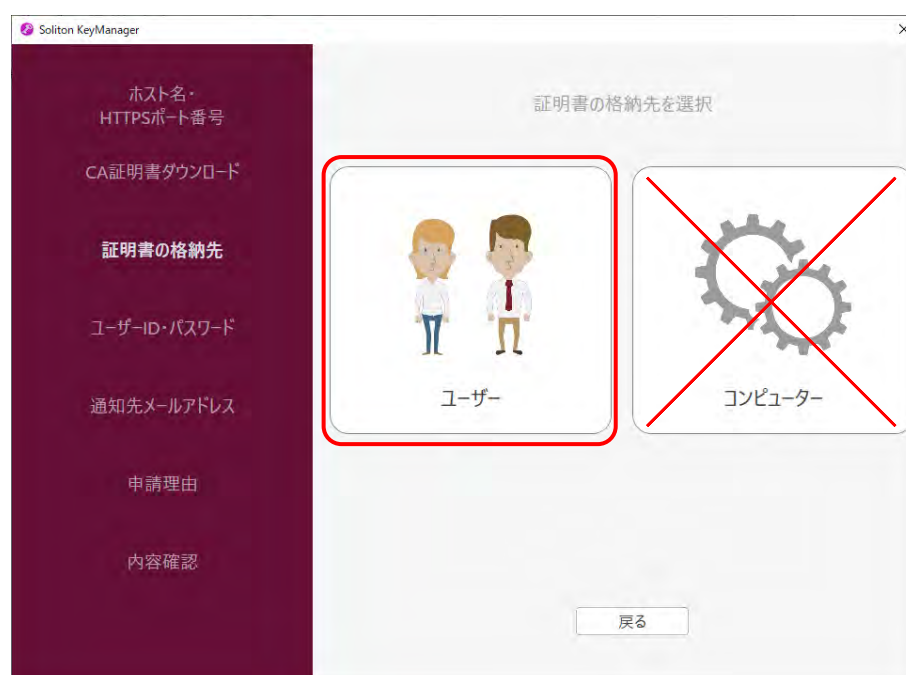 Soliton KeyManager
ホスト名・
HTTPSポート番号
CA証明書ダウンロード
証明書の格納先
ユーザーID・パスワード
通知先メールアドレス
申請理由
内容確認
証明書の格納先を選択
ユーザー
コンピューター
戻る